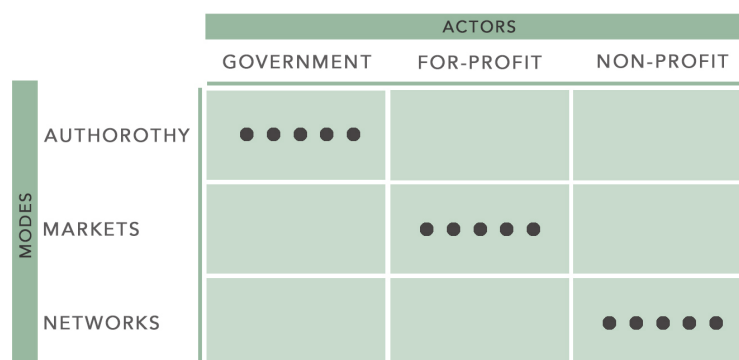 ACTORS
GOVERNMENT FOR-PROFIT NON-PROFIT
MODES
AUTHOROTHY
MARKETS
NETWORKS